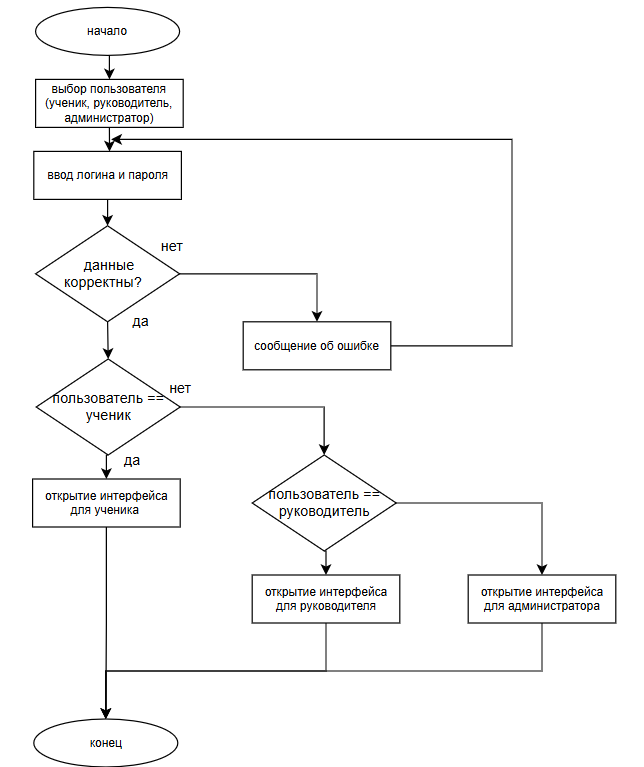 начало
выбор пользователя
(ученик, руководитель,
администратор)
ввод логина и пароля
нет
данные
корректны?
да
сообщение об ошибке
нет
пользователь ==
ученик
да
открытие интерфейса
для ученика
пользователь ==
руководитель
открытие интерфейса
для руководителя
открытие интерфейса
для администратора
конец